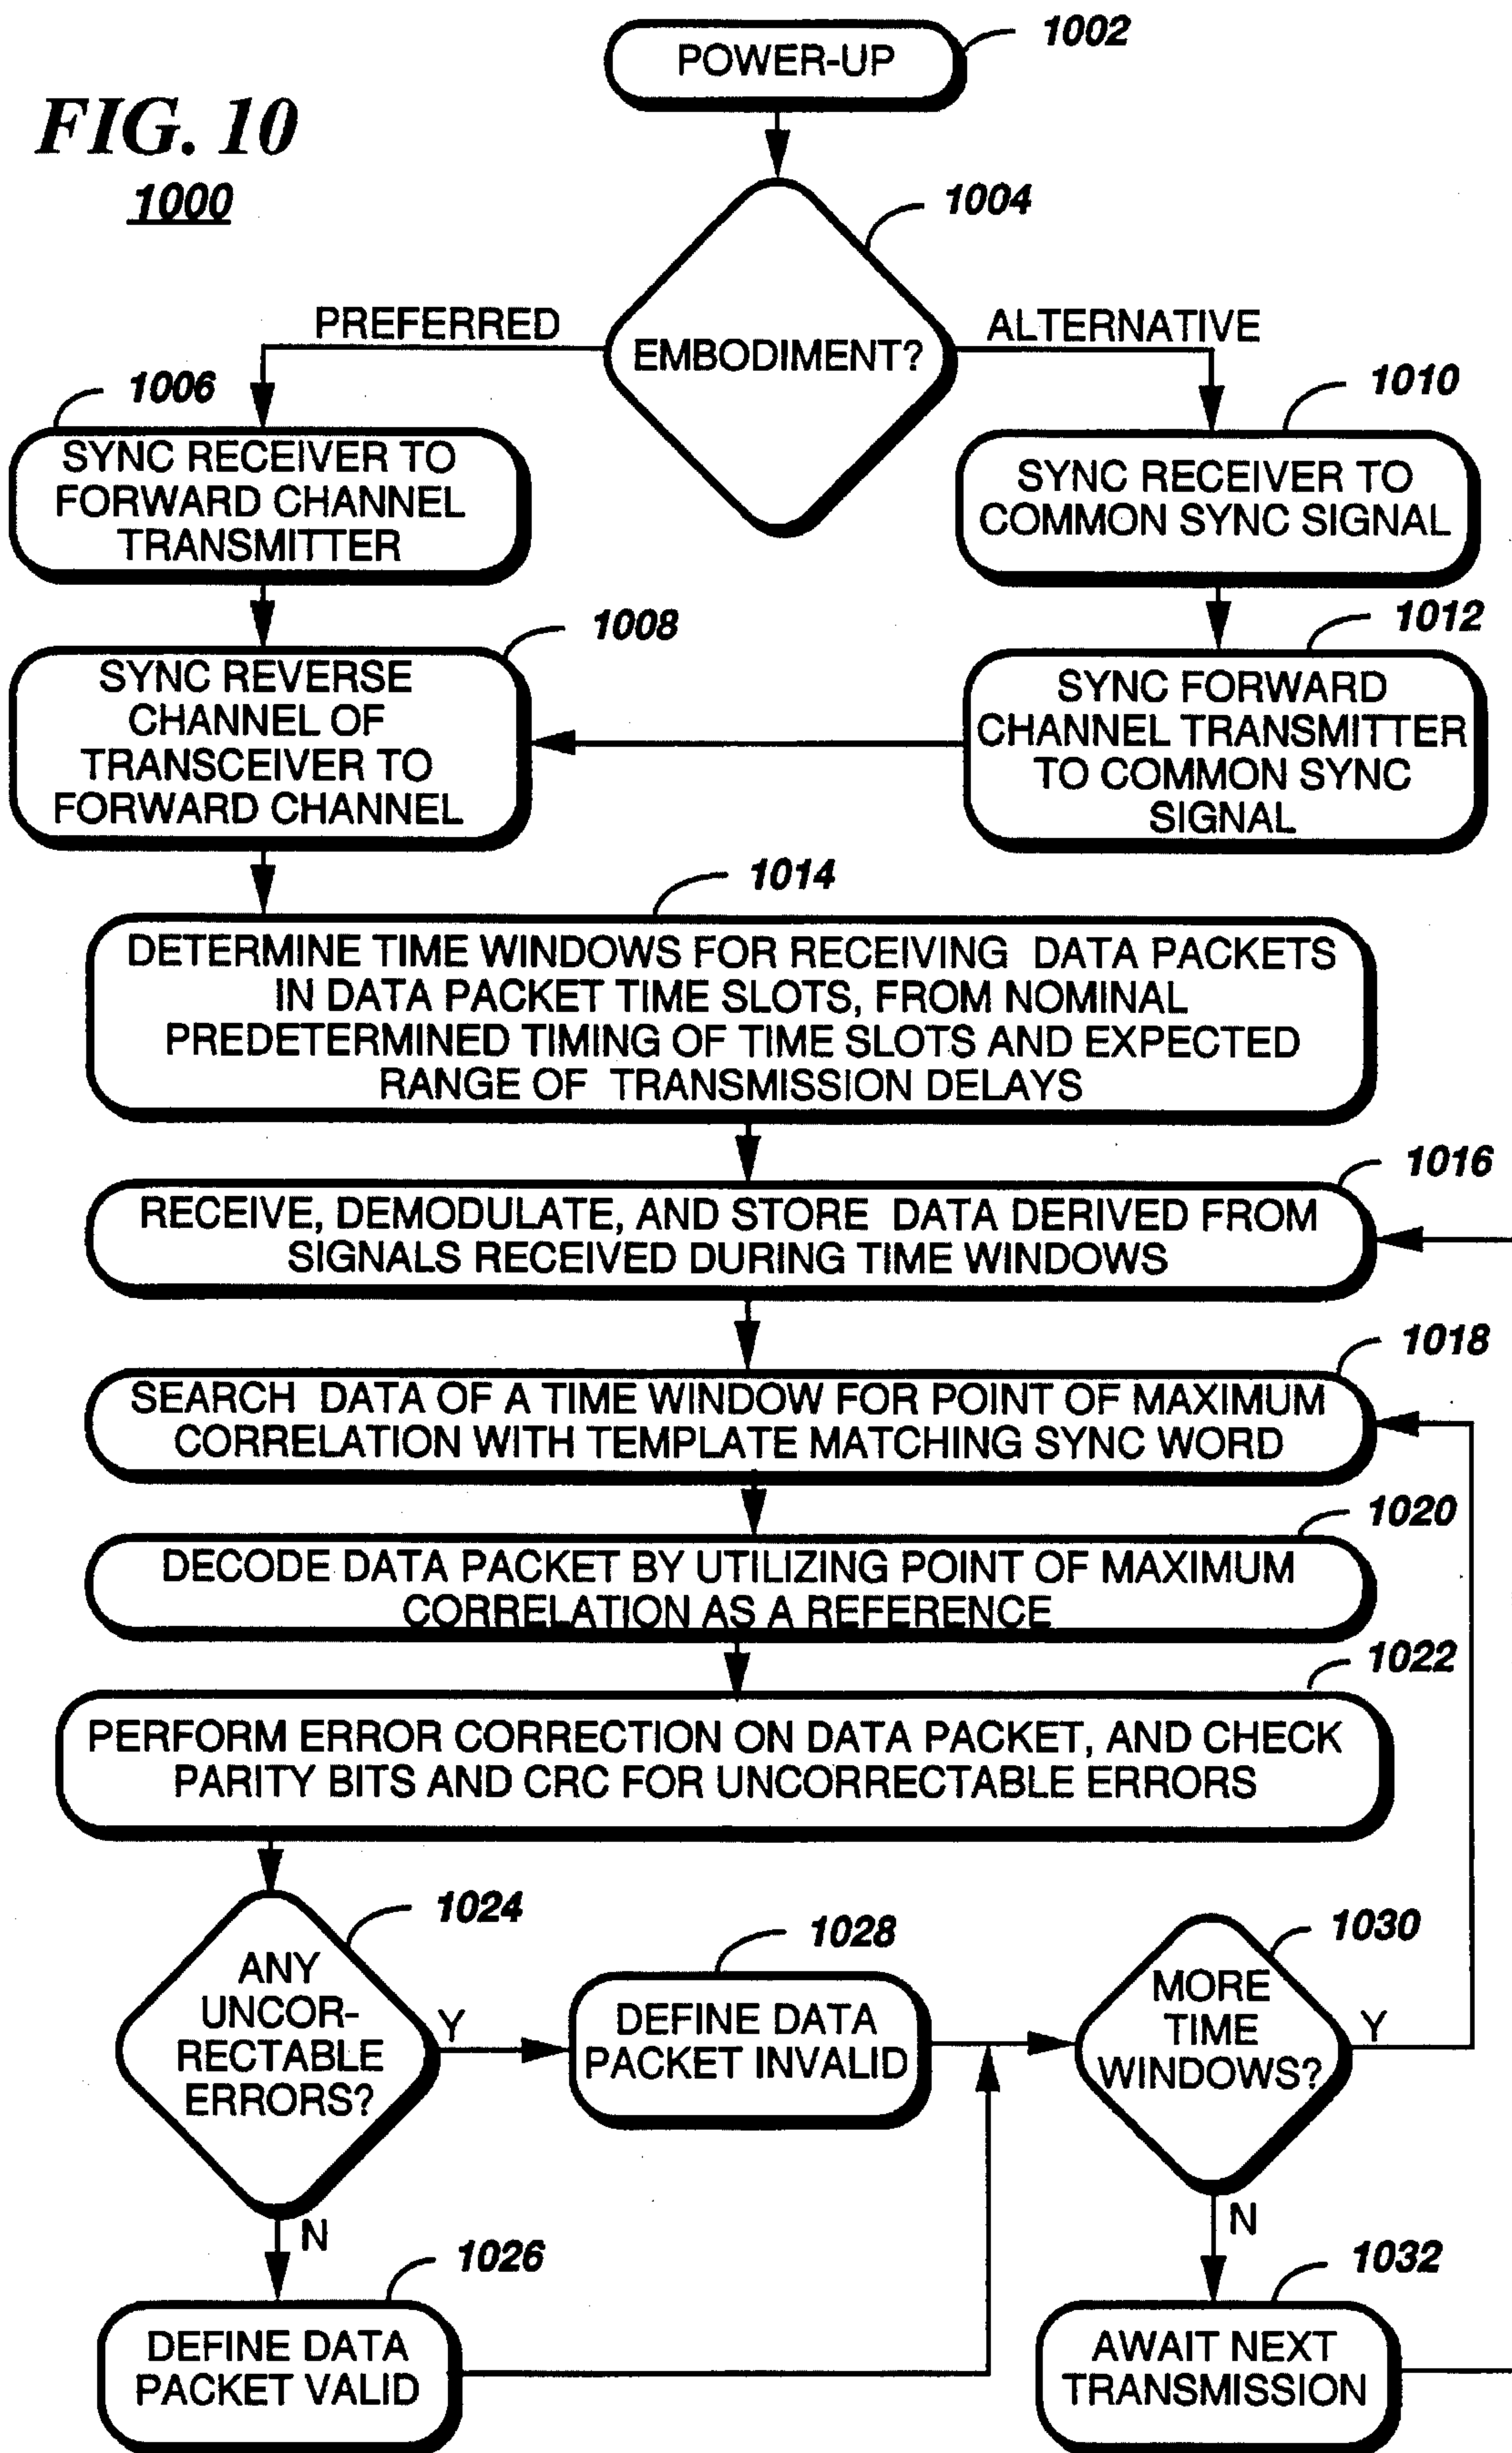 POWER-UP
1002
FIG. 10
1000
1004
PREFERRED
EMBODIMENT?
ALTERNATIVE
1006
SYNC RECEIVER TO
FORWARD CHANNEL
TRANSMITTER
1010
SYNC RECEIVER TO
COMMON SYNC SIGNAL
1008
SYNC REVERSE
CHANNEL OF
TRANSCEIVER TO
FORWARD CHANNEL
1012
SYNC FORWARD
CHANNEL TRANSMITTER
TO COMMON SYNC
SIGNAL
1014
DETERMINE TIME WINDOWS FOR RECEIVING DATA PACKETS
IN DATA PACKET TIME SLOTS, FROM NOMINAL
PREDETERMINED TIMING OF TIME SLOTS AND EXPECTED
RANGE OF TRANSMISSION DELAYS
1016
RECEIVE, DEMODULATE, AND STORE DATA DERIVED FROM
SIGNALS RECEIVED DURING TIME WINDOWS
1018
SEARCH DATA OF A TIME WINDOW FOR POINT OF MAXIMUM
CORRELATION WITH TEMPLATE MATCHING SYNC WORD
1020
DECODE DATA PACKET BY UTILIZING POINT OF MAXIMUM
CORRELATION AS A REFERENCE
1022
PERFORM ERROR CORRECTION ON DATA PACKET, AND CHECK
PARITY BITS AND CRC FOR UNCORRECTABLE ERRORS
1024
ANY
UNCOR-
RECTABLE
ERRORS?
Y
N
1028
DEFINE DATA
PACKET INVALID
1030
MORE
TIME
WINDOWS?
Y
N
1026
DEFINE DATA
PACKET VALID
1032
AWAIT NEXT
TRANSMISSION